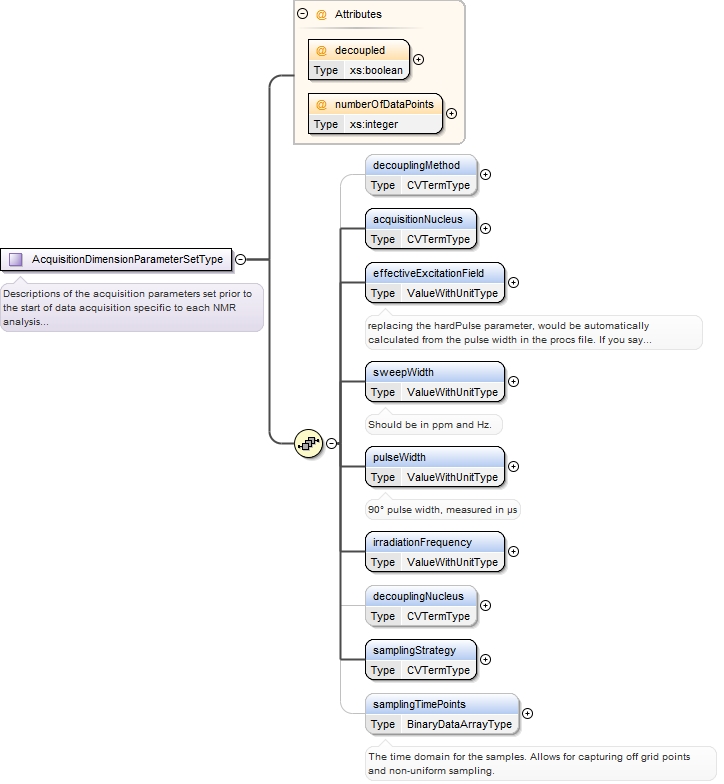 @ Attributes
@ decoupled
Type xs:boolean
@ numberOfDataPoints
Type xs:integer
decouplingMethod
Type CVTermType
acquisitionNucleus
Type CVTermType
AcquisitionDimensionParameterSetType
Descriptions of the acquisition parameters set prior to
the start of data acquisition specific to each NMR
analysis...
effectiveExcitationField
Type ValueWithUnitType
replacing the hardPulse parameter, would be automatically
calculated from the pulse width in the procs file. If you say...
sweepWidth
Type ValueWithUnitType
Should be in ppm and Hz.
pulseWidth
Type ValueWithUnitType
90° pulse width, measured in µs
irradiationFrequency
Type ValueWithUnitType
decouplingNucleus
Type CVTermType
samplingStrategy
Type CVTermType
samplingTimePoints
Type BinaryDataArrayType
The time domain for the samples. Allows for capturing off grid points
and non-uniform sampling.